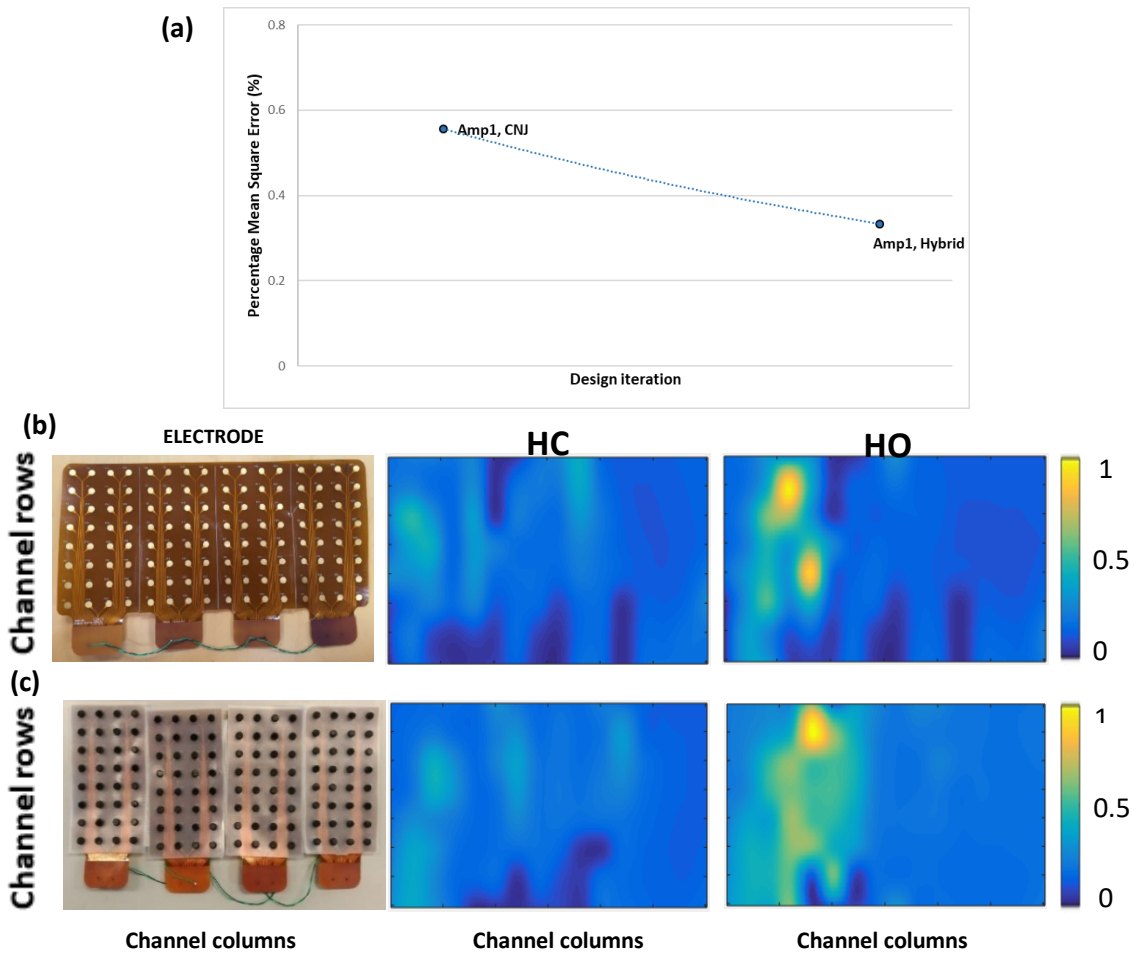 (a)
0.8
0.6
0.4
0.2
0
Percentage Mean Square Error (%)
Amp1, CNJ
Amp1, Hybrid
Design iteration
(b)
ELECTRODE
HC
HO
Channel rows
1
0.5
0
(c)
Channel rows
1
0.5
0
Channel columns
Channel columns
Channel columns